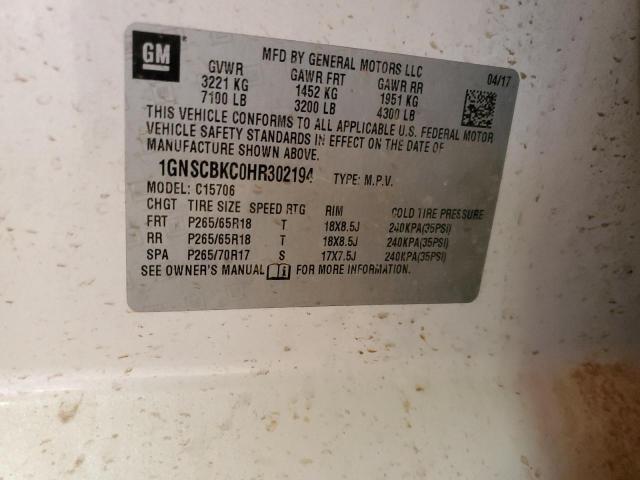 GM
MFD BY GENERAL MOTORS LLC
04/17
GVWR GAWR FRT GAWR RR
3221 KG 1452 KG 1951 KG
7100 LB 3200 LB 4300 LB
THIS VEHICLE CONFORMS TO ALL APPLICABLE U.S. FEDERAL MOTOR
VEHICLE SAFETY STANDARDS IN EFFECT ON THE DATE OF
MANUFACTURE SHOWN ABOVE.
1GNSCBKC0HR302194 TYPE: M.P.V.
MODEL: C15706
CHGT TIRE SIZE SPEED RTG RIM COLD TIRE PRESSURE
FRT P265/65R18 T 18X8.5J 240KPA(35PSI)
RR P265/65R18 T 18X8.5J 240KPA(35PSI)
SPA P265/70R17 S 17X7.5J 240KPA(35PSI)
SEE OWNER'S MANUAL i FOR MORE INFORMATION.